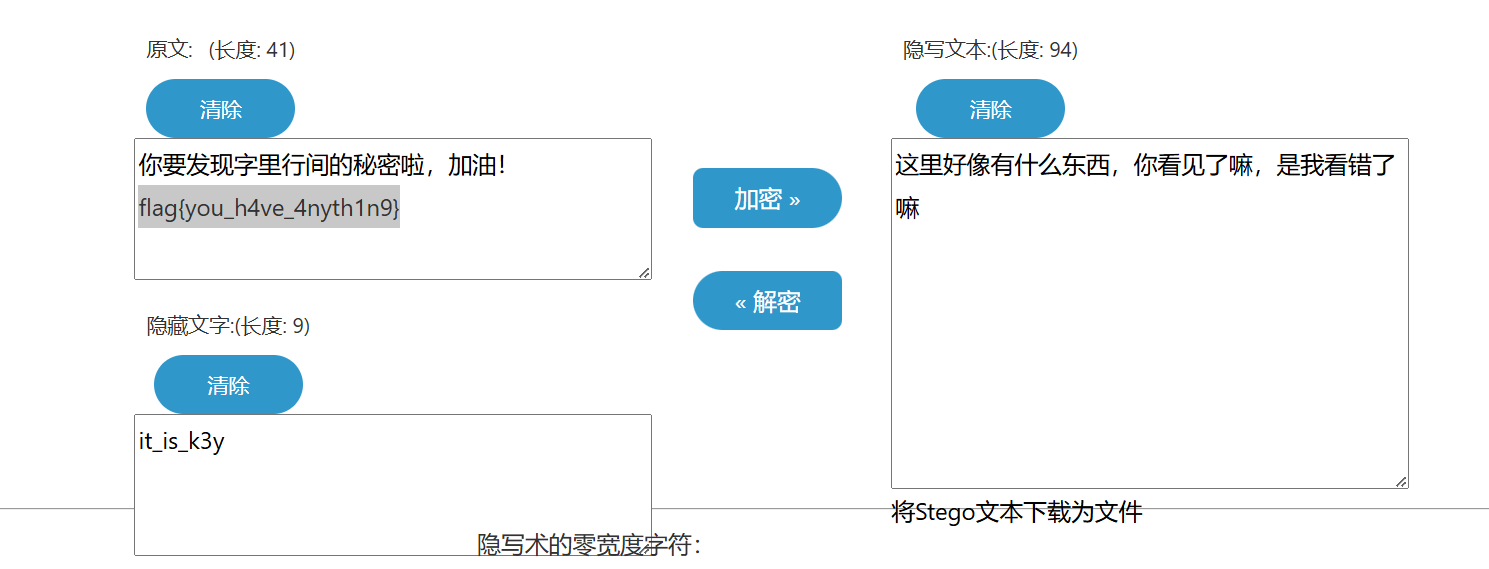 原文: (长度: 41)
清除
你要发现字里行间的秘密啦，加油！
flag{you_h4ve_4nyth1n9}
隐藏文字:(长度: 9)
清除
it_is_k3y
加密 »
« 解密
隐写文本:(长度: 94)
清除
这里好像有什么东西，你看见了嘛，是我看错了
嘛
将Stego文本下载为文件
隐写术的零宽度字符：